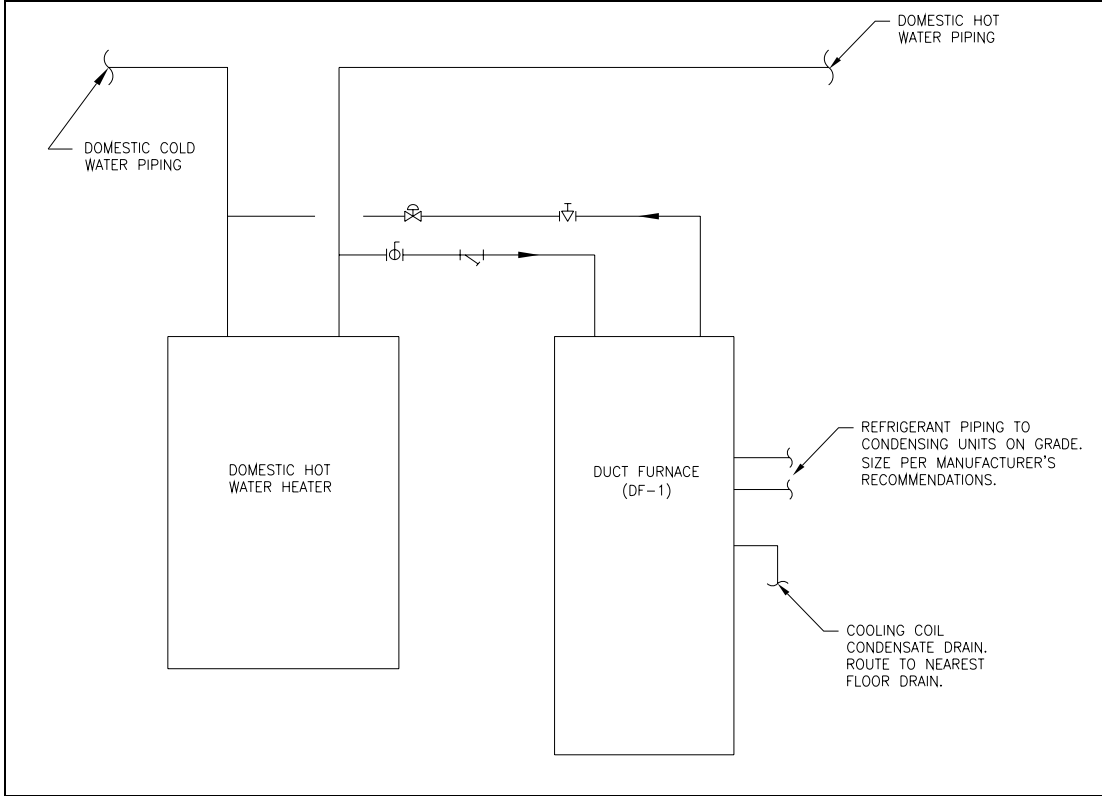 DOMESTIC HOT
WATER PIPING
DOMESTIC COLD
WATER PIPING
DOMESTIC HOT
WATER HEATER
DUCT FURNACE
(DF-1)
REFRIGERANT PIPING TO
CONDENSING UNITS ON GRADE.
SIZE PER MANUFACTURER'S
RECOMMENDATIONS.
COOLING COIL
CONDENSATE DRAIN.
ROUTE TO NEAREST
FLOOR DRAIN.